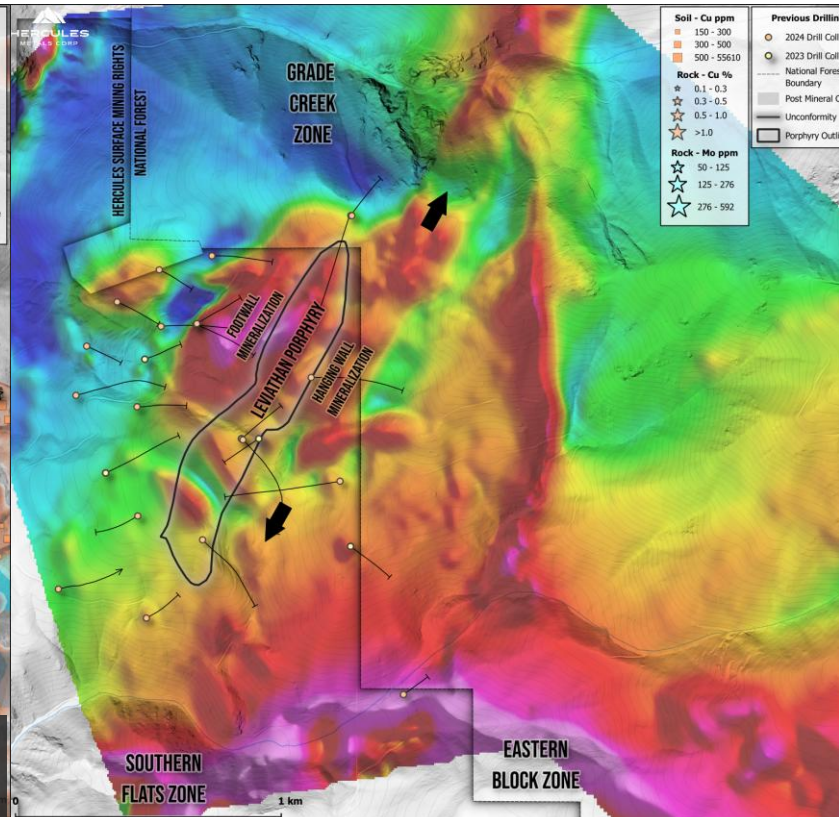 HERCULES
METALS CORP
HERCULES SURFACE MINING RIGHTS
NATIONAL FOREST
GRADE
CREEK
ZONE
FOOTWALL
MINERALIZATION
LEVIATHAN PORPHYRY
HANGING WALL
MINERALIZATION
SOUTHERN
FLATS ZONE
EASTERN
BLOCK ZONE
0
1 km
Soil - Cu ppm
150 - 300
300 - 500
500 - 55610
Rock - Cu %
0.1 - 0.3
0.3 - 0.5
0.5 - 1.0
>1.0
Rock - Mo ppm
50 - 125
125 - 276
276 - 592
Previous Drillin
2024 Drill Coll
2023 Drill Coll
National Fores
Boundary
Post Mineral C
Unconformity
Porphyry Outli